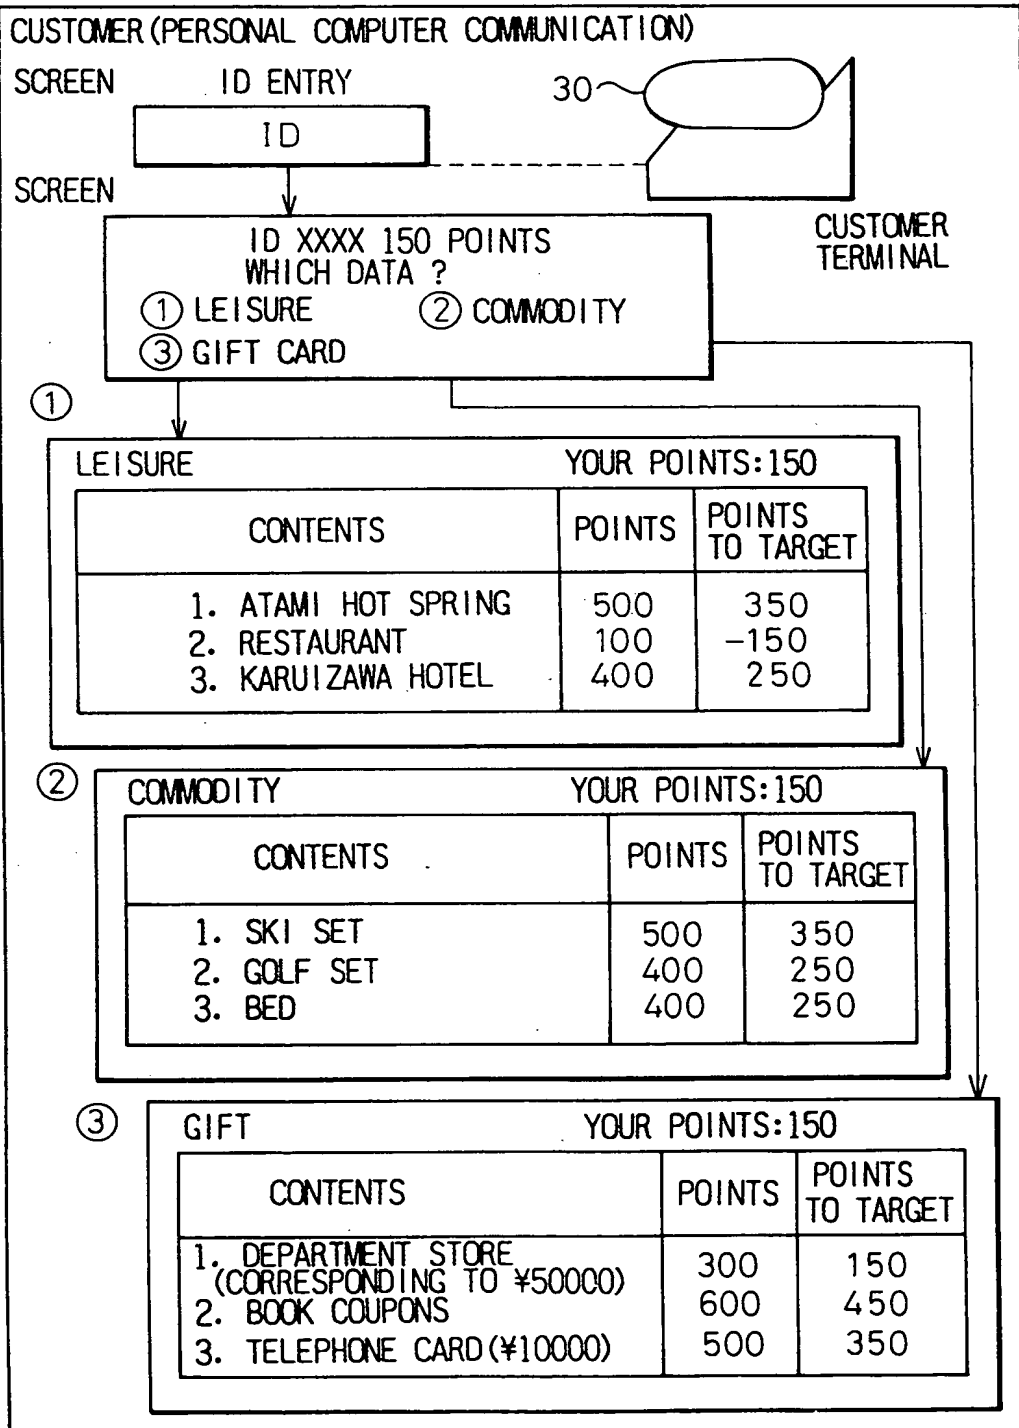 CUSTOMER (PERSONAL COMPUTER COMMUNICATION)
SCREEN ID ENTRY 30
ID
SCREEN
CUSTOMER
TERMINAL
ID XXXX 150 POINTS
WHICH DATA ?
① LEISURE ② COMMODITY
③ GIFT CARD
①
LEISURE YOUR POINTS:150
CONTENTS POINTS POINTS TO TARGET
1. ATAMI HOT SPRING 500 350
2. RESTAURANT 100 -150
3. KARUIZAWA HOTEL 400 250
②
COMMODITY YOUR POINTS:150
CONTENTS POINTS POINTS TO TARGET
1. SKI SET 500 350
2. GOLF SET 400 250
3. BED 400 250
③
GIFT YOUR POINTS:150
CONTENTS POINTS POINTS TO TARGET
1. DEPARTMENT STORE 300 150
(CORRESPONDING TO ¥50000)
2. BOOK COUPONS 600 450
3. TELEPHONE CARD (¥10000) 500 350